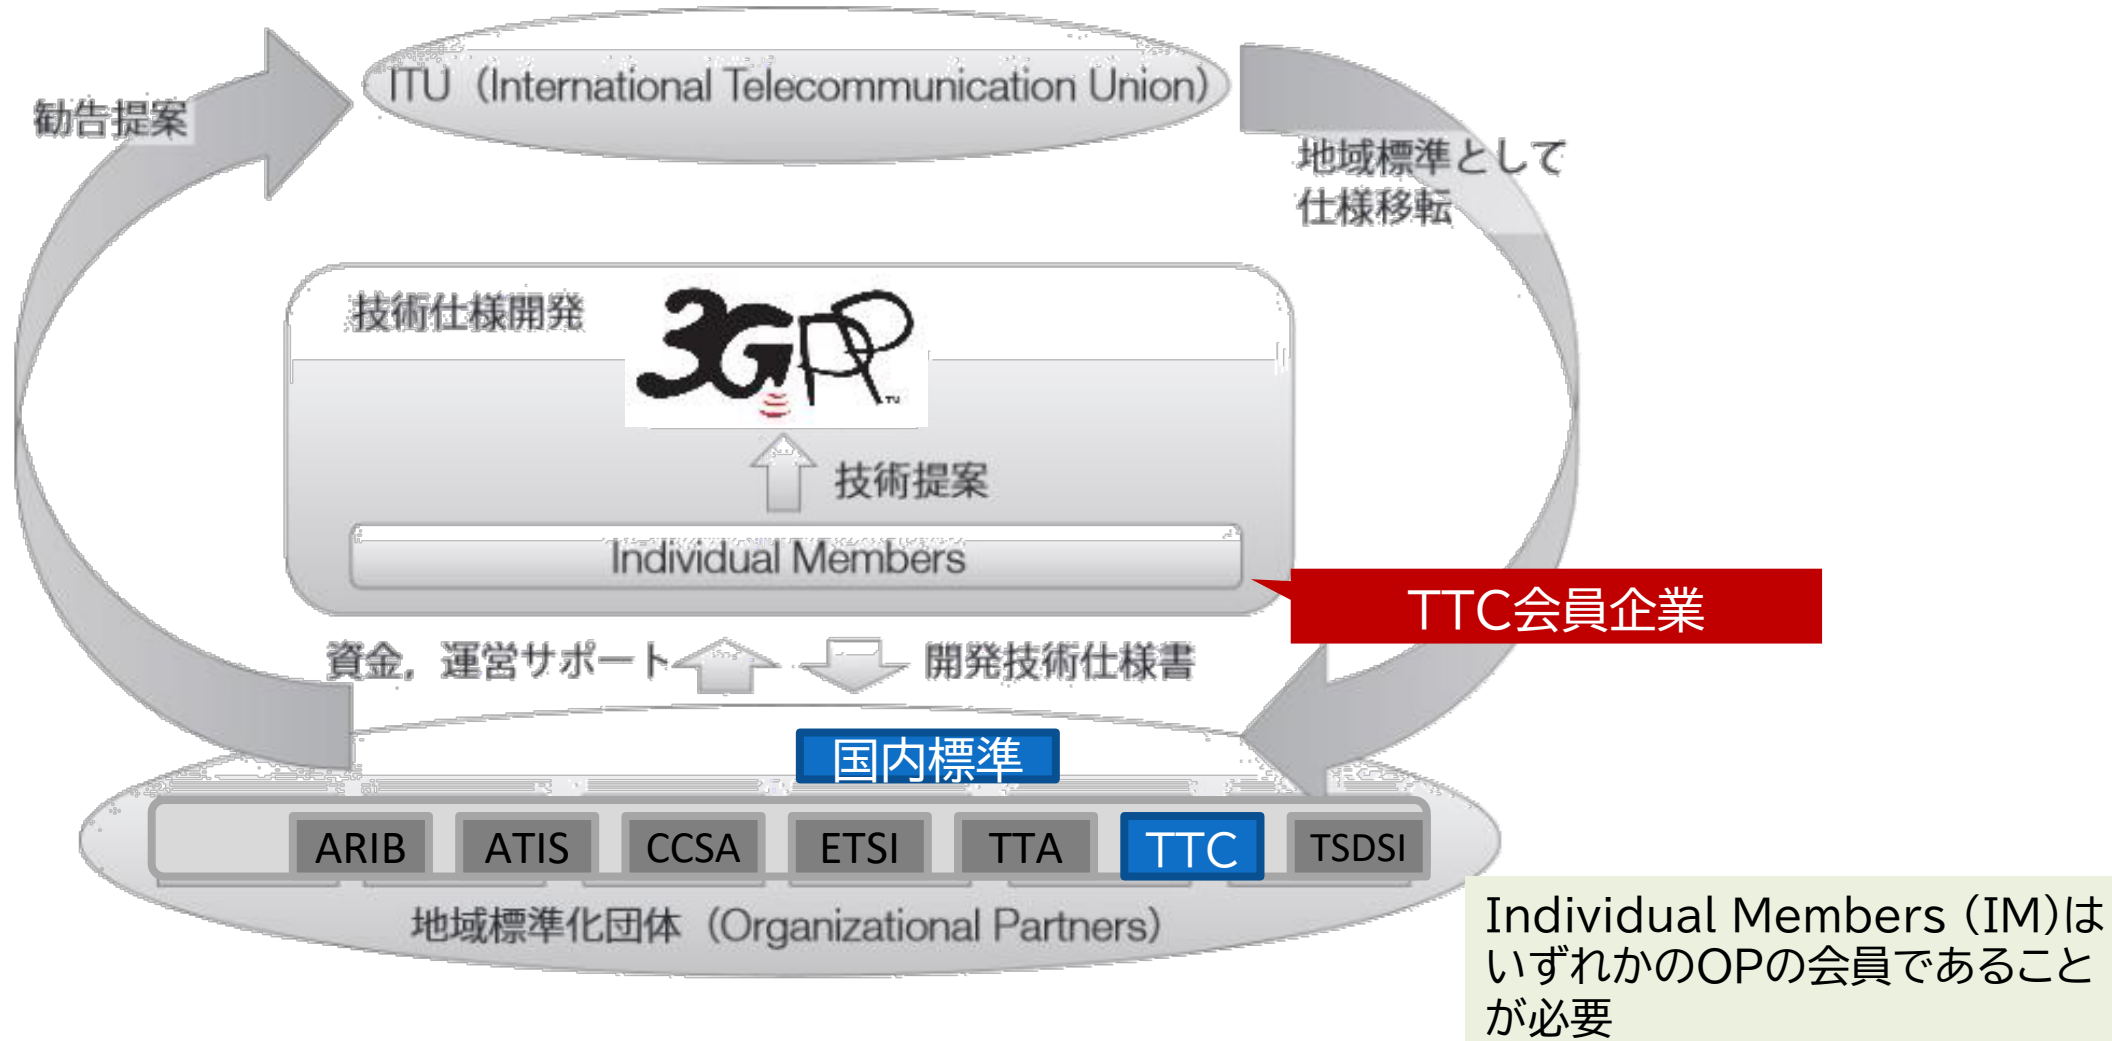 ITU（International Telecommunication Union）
勧告提案
地域標準として
仕様移転
技術仕様開発
3GPP
TM
技術提案
Individual Members
TTC会員企業
資金，運営サポート
開発技術仕様書
国内標準
ARIB
ATIS
CCSA
ETSI
TTA
TTC
TSDSI
地域標準化団体（Organizational Partners）
Individual Members (IM)は
いずれかのOPの会員であること
が必要